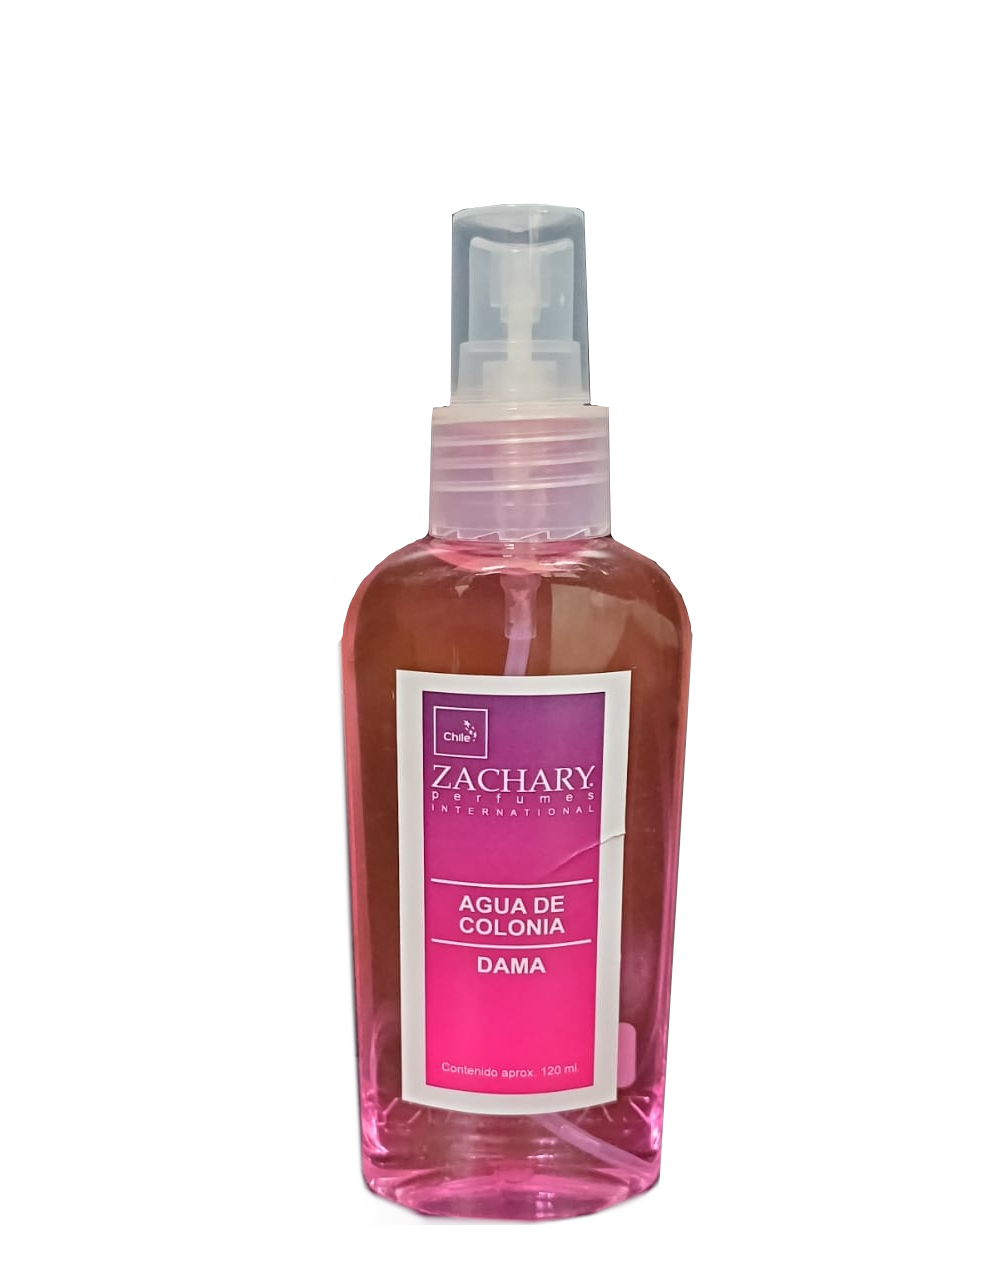 Chile
ZACHARY.
perfumes
INTERNATIONAL
AGUA DE
COLONIA
DAMA
Contenido aprox. 120 ml